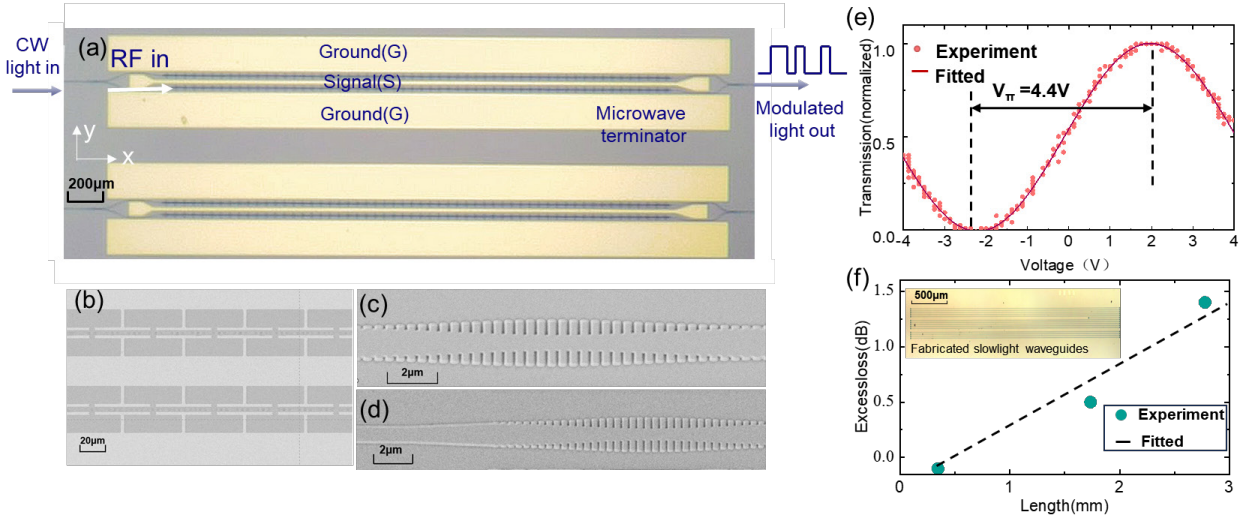 (a)
CW
light in
RF in
Ground(G)
Signal(S)
Ground(G)
Microwave
terminator
Modulated
light out
y
x
200μm
(b)
20μm
(c)
2μm
(d)
2μm
(e)
Experiment
Fitted
Vπ =4.4V
Transmission(normalized)
1.0
0.5
0.0
-4 -3 -2 -1 0 1 2 3 4
Voltage（V）
(f)
500μm
Fabricated slowlight waveguides
Excessloss(dB)
1.5
1.0
0.5
0.0
Experiment
Fitted
0 1 2 3
Length(mm)